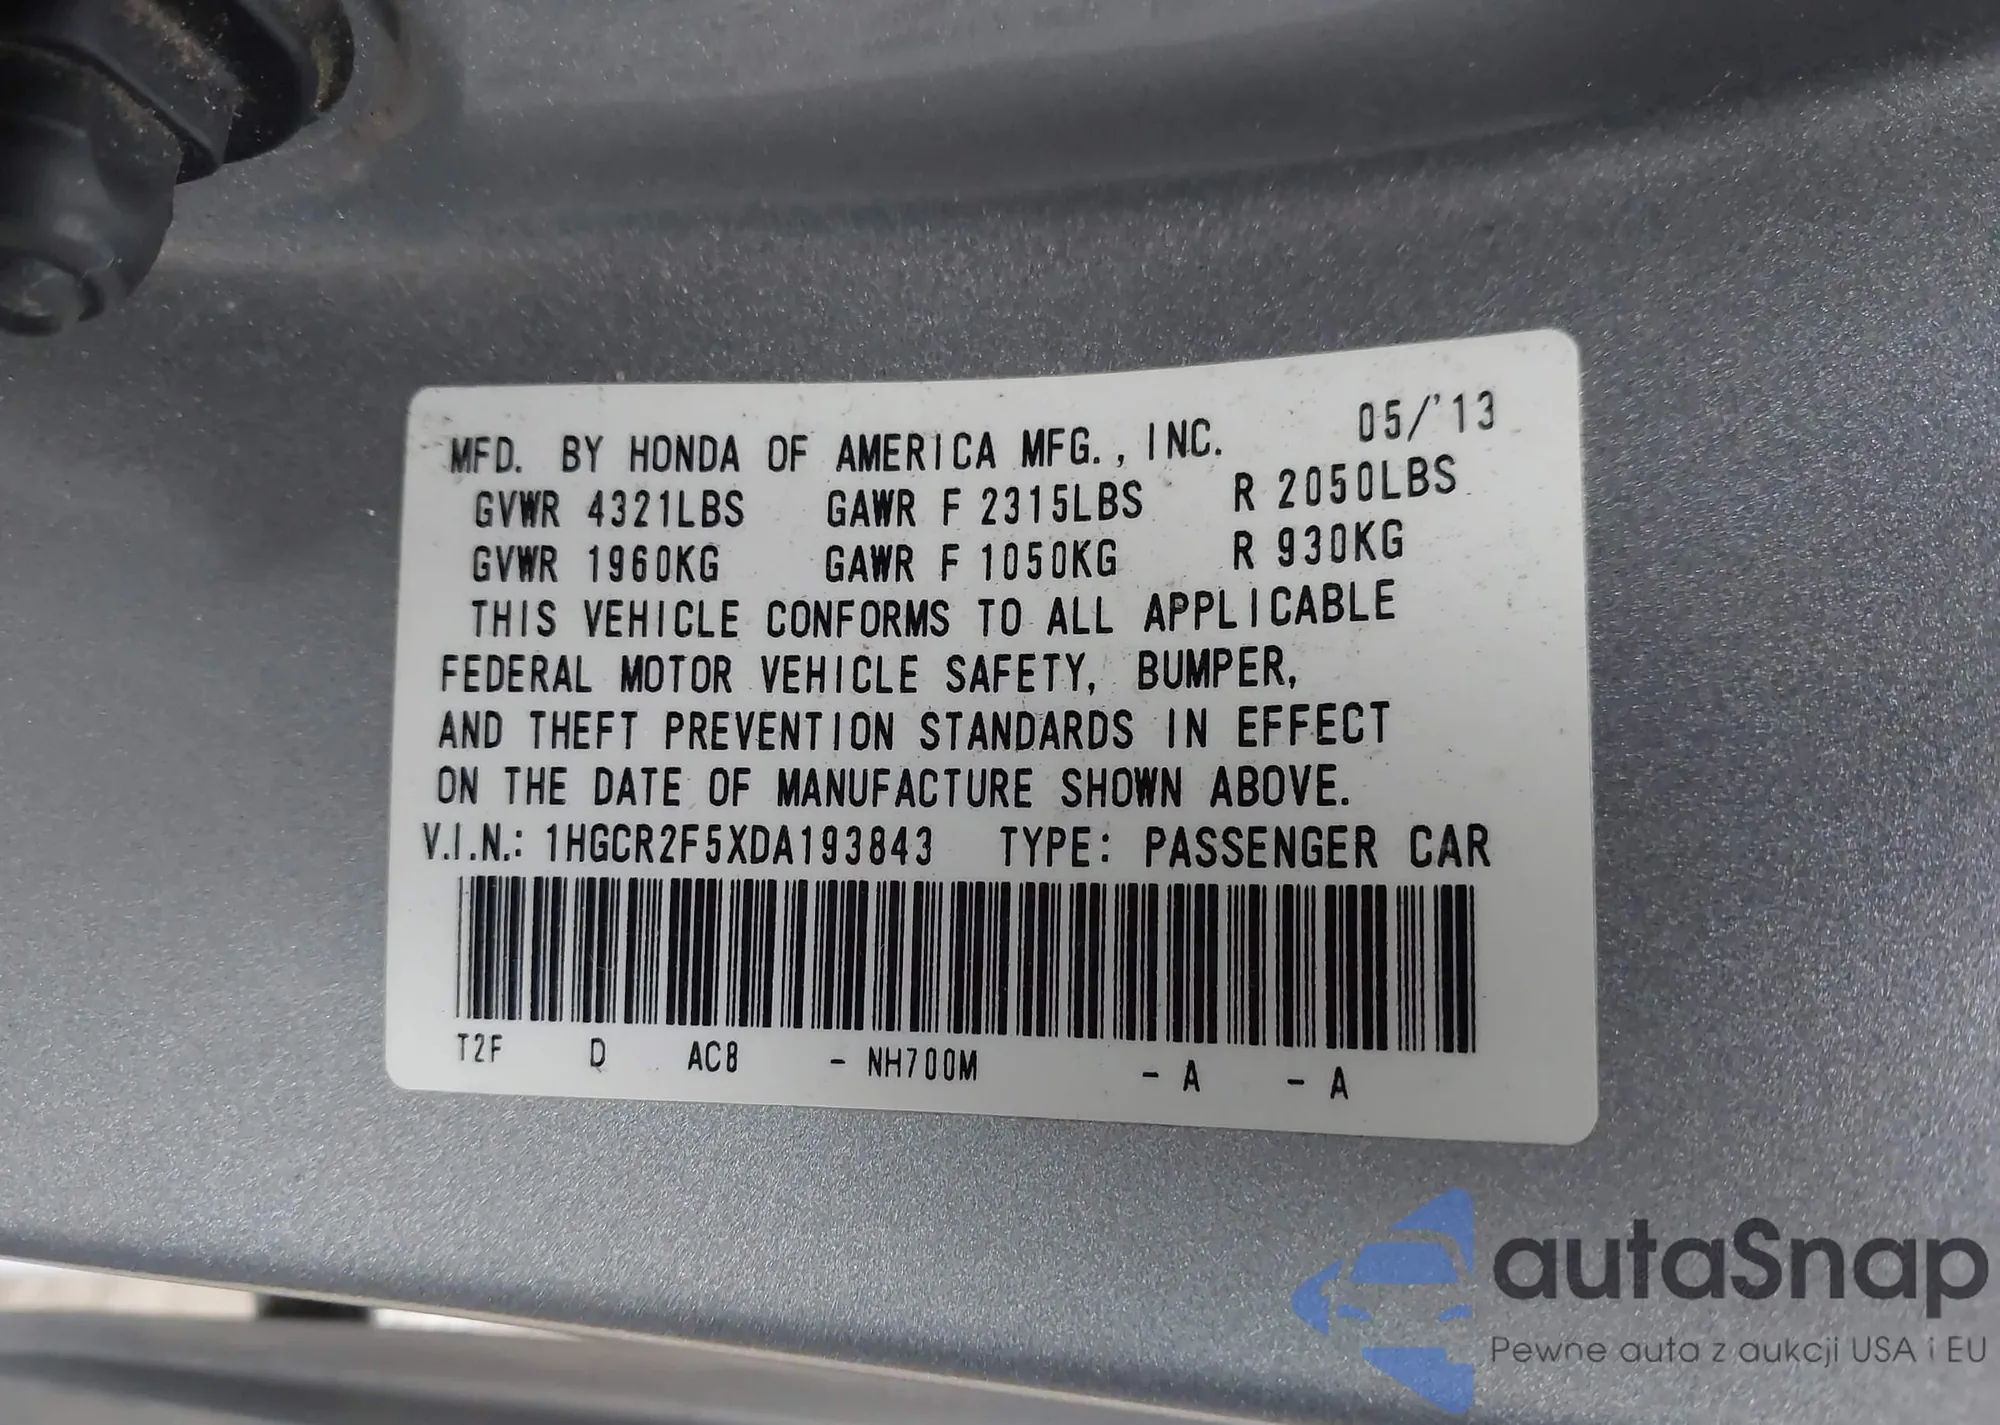 MFD. BY HONDA OF AMERICA MFG., INC. 05/'13
GVWR 4321LBS GAWR F 2315LBS R 2050LBS
GVWR 1960KG GAWR F 1050KG R 930KG
THIS VEHICLE CONFORMS TO ALL APPLICABLE
FEDERAL MOTOR VEHICLE SAFETY, BUMPER,
AND THEFT PREVENTION STANDARDS IN EFFECT
ON THE DATE OF MANUFACTURE SHOWN ABOVE.
V.I.N.: 1HGCR2F5XDA193843 TYPE: PASSENGER CAR
T2F D AC8 - NH700M - A - A
autaSnap
Pewne auta z aukcji USA i EU